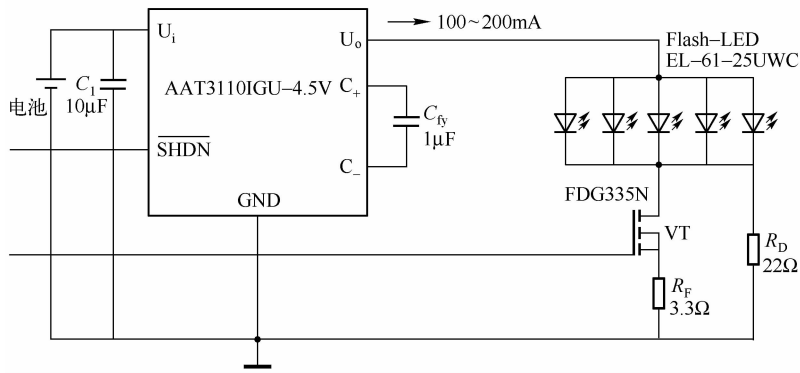 100~200mA
Flash-LED
EL-61-25UWC
Ui
Uo
C1
10μF
电池
AAT3110IGU-4.5V
C+
Cfy
1μF
SHDN
C−
GND
FDG335N
VT
RD
22Ω
RF
3.3Ω